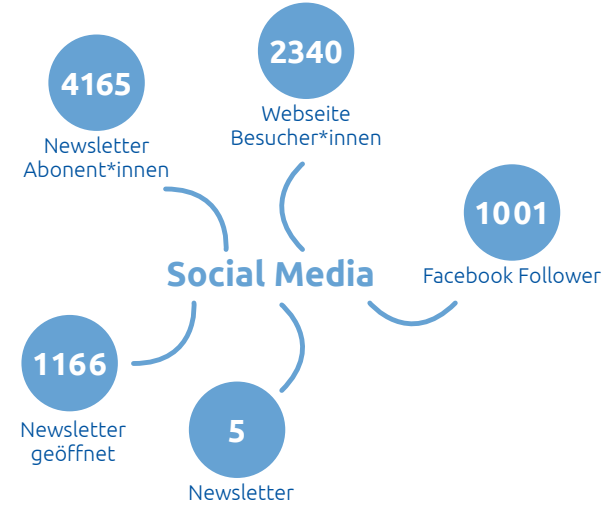 4165
Newsletter
Abonent*innen
2340
Webseite
Besucher*innen
1001
Facebook Follower
Social Media
1166
Newsletter
geöffnet
5
Newsletter